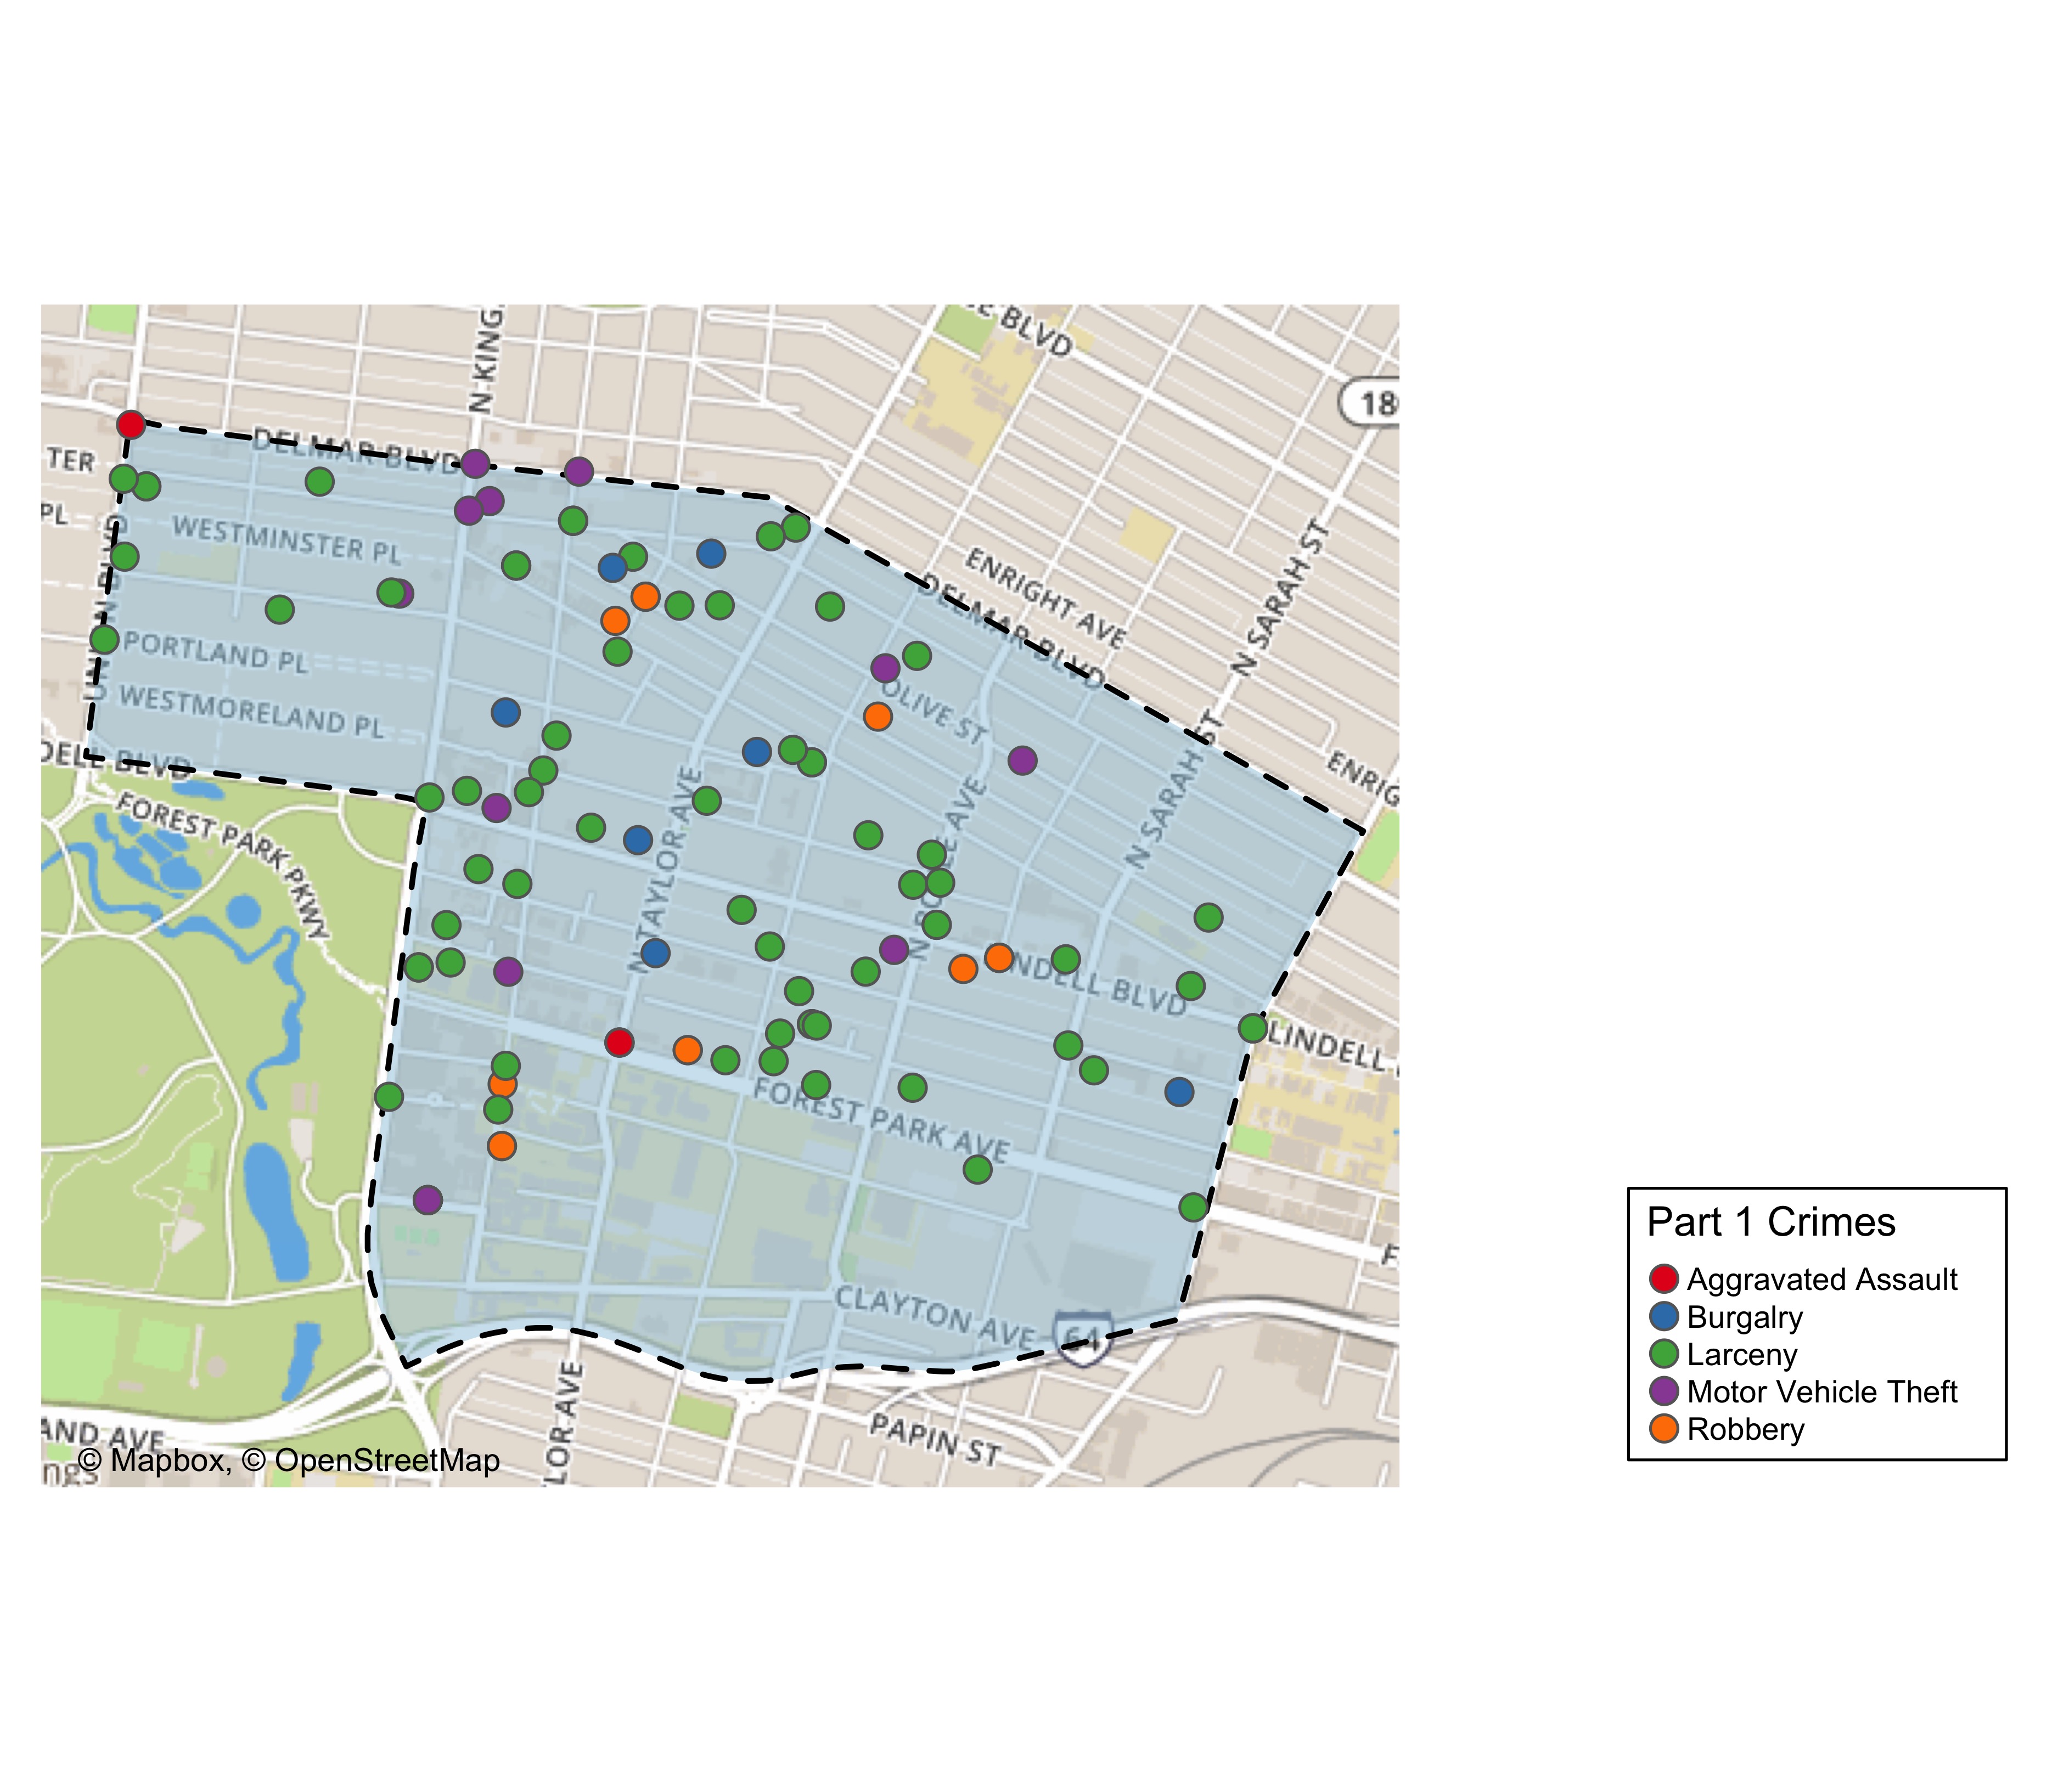 E BLVD
N KING
18
TER
DELMAR BLVD
PL
WESTMINSTER PL
ENRIGHT AVE
DELMAR BLVD
N SARAH ST
PORTLAND PL
WESTMORELAND PL
OLIVE ST
DELL BLVD
ENRIG
FOREST PARK PKWY
N TAYLOR AVE
N SARAH ST
NDELL BLVD
LINDELL
FOREST PARK AVE
F
CLAYTON AVE
64
LOR AVE
PAPIN ST
AND AVE
ngs
© Mapbox, © OpenStreetMap
Part 1 Crimes
Aggravated Assault
Burgalry
Larceny
Motor Vehicle Theft
Robbery